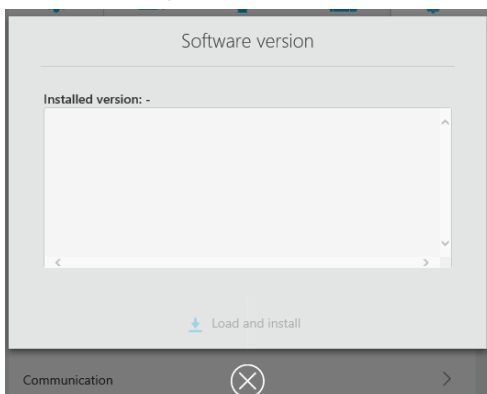 Software version
Installed version: -
Load and install
Communication